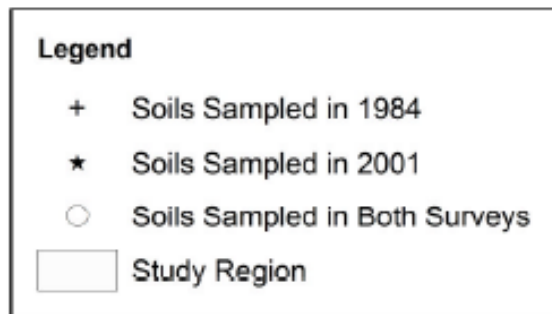 Legend
Soils Sampled in 1984
Soils Sampled in 2001
Soils Sampled in Both Surveys
Study Region